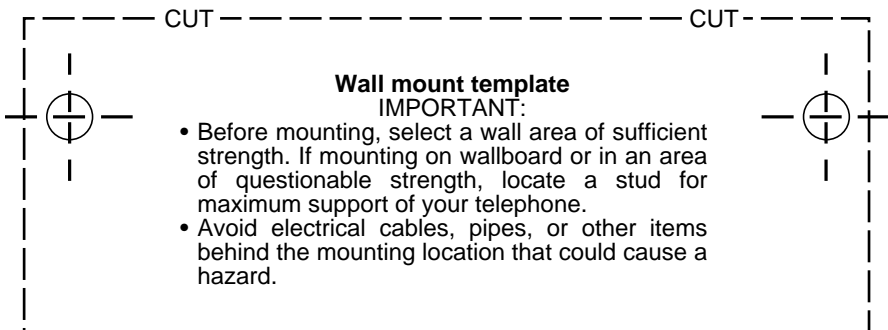 CUT CUT
Wall mount template
IMPORTANT:
• Before mounting, select a wall area of sufficient
strength. If mounting on wallboard or in an area
of questionable strength, locate a stud for
maximum support of your telephone.
• Avoid electrical cables, pipes, or other items
behind the mounting location that could cause a
hazard.